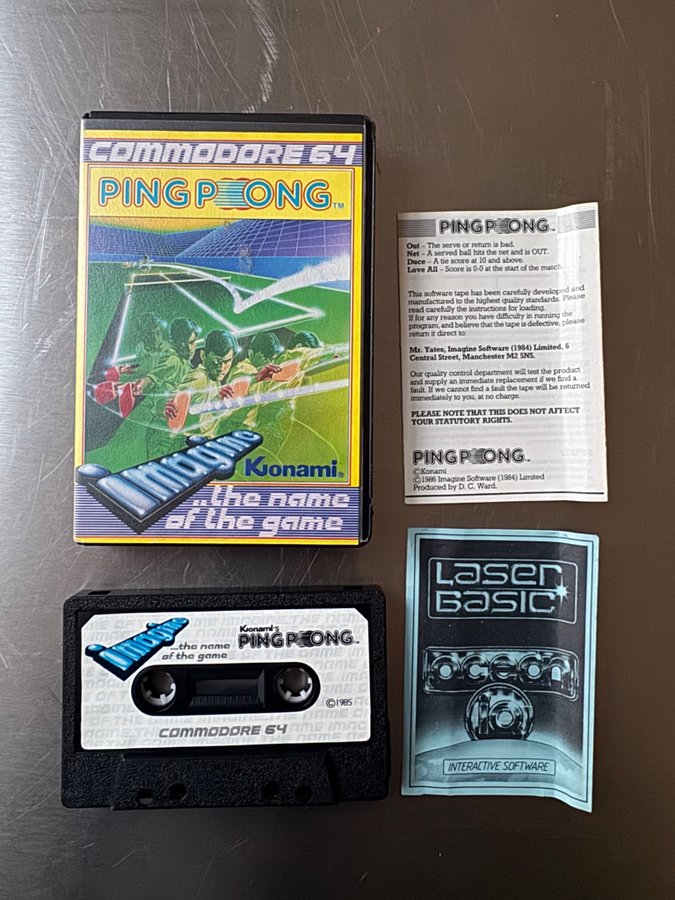 COMMODORE 64
PING PONG™
imagine
Konami®
...the name
of the game
PING PONG™
Out – The serve or return is bad.
Net – A served ball hits the net and is OUT.
Duce – A tie score at 10 and above.
Love All – Score is 0-0 at the start of the match.
This software tape has been carefully developed and
manufactured to the highest quality standards. Please
read carefully the instructions for loading.
If for any reason you have difficulty in running the
program, and believe that the tape is defective, please
return it direct to:
Mr. Yates, Imagine Software (1984) Limited, 6
Central Street, Manchester M2 5NS.
Our quality control department will test the product
and supply an immediate replacement if we find a
fault. If we cannot find a fault the tape will be returned
immediately to you, at no charge.
PLEASE NOTE THAT THIS DOES NOT AFFECT
YOUR STATUTORY RIGHTS.
PING PONG™
©Konami
©1986 Imagine Software (1984) Limited
Produced by D. C. Ward.
imagine
...the name
of the game
Konami's
PING PONG™
©1985
COMMODORE 64
LASER
BASIC
ocean
IQ
INTERACTIVE SOFTWARE